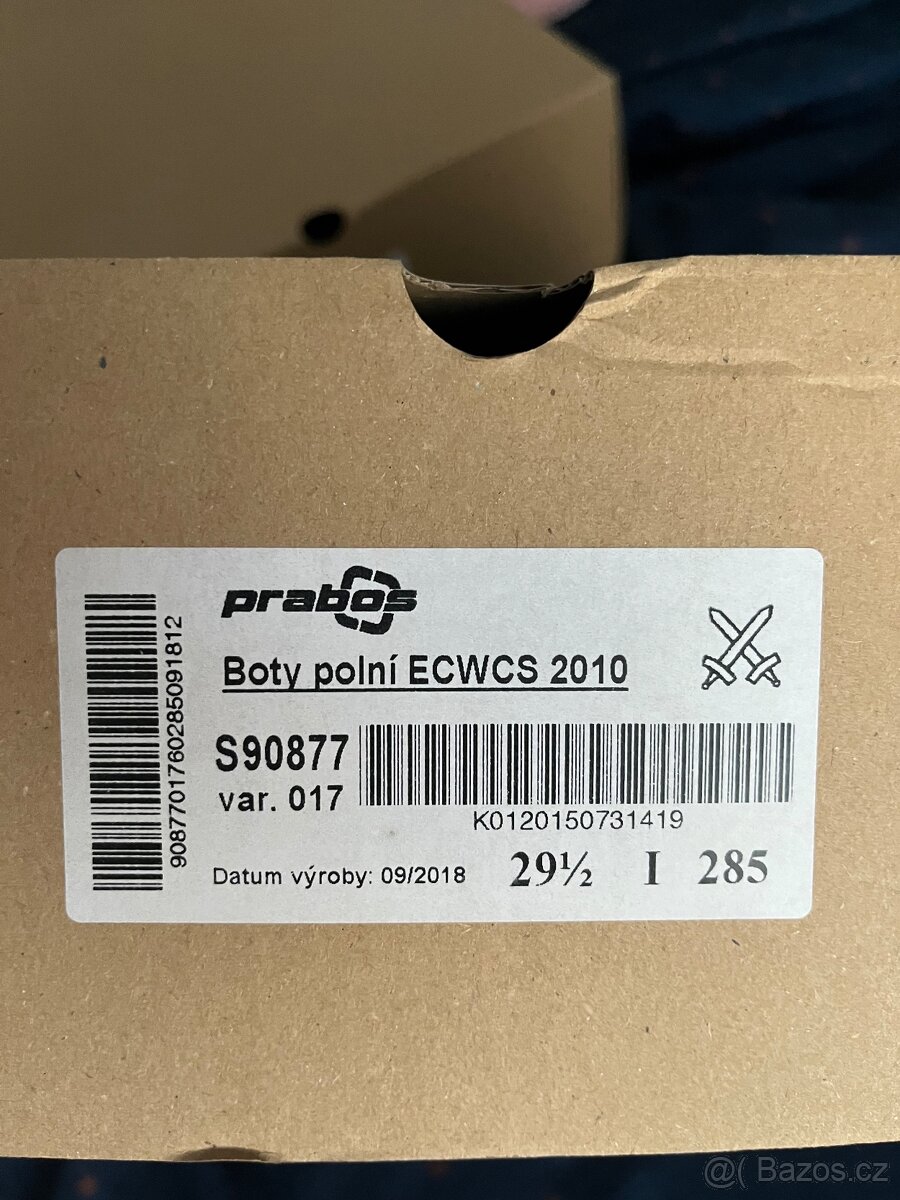 prabos
Boty polní ECWCS 2010
S90877
var. 017
K0120150731419
Datum výroby: 09/2018 29½ I 285
9087701760285091812
@( Bazos.cz